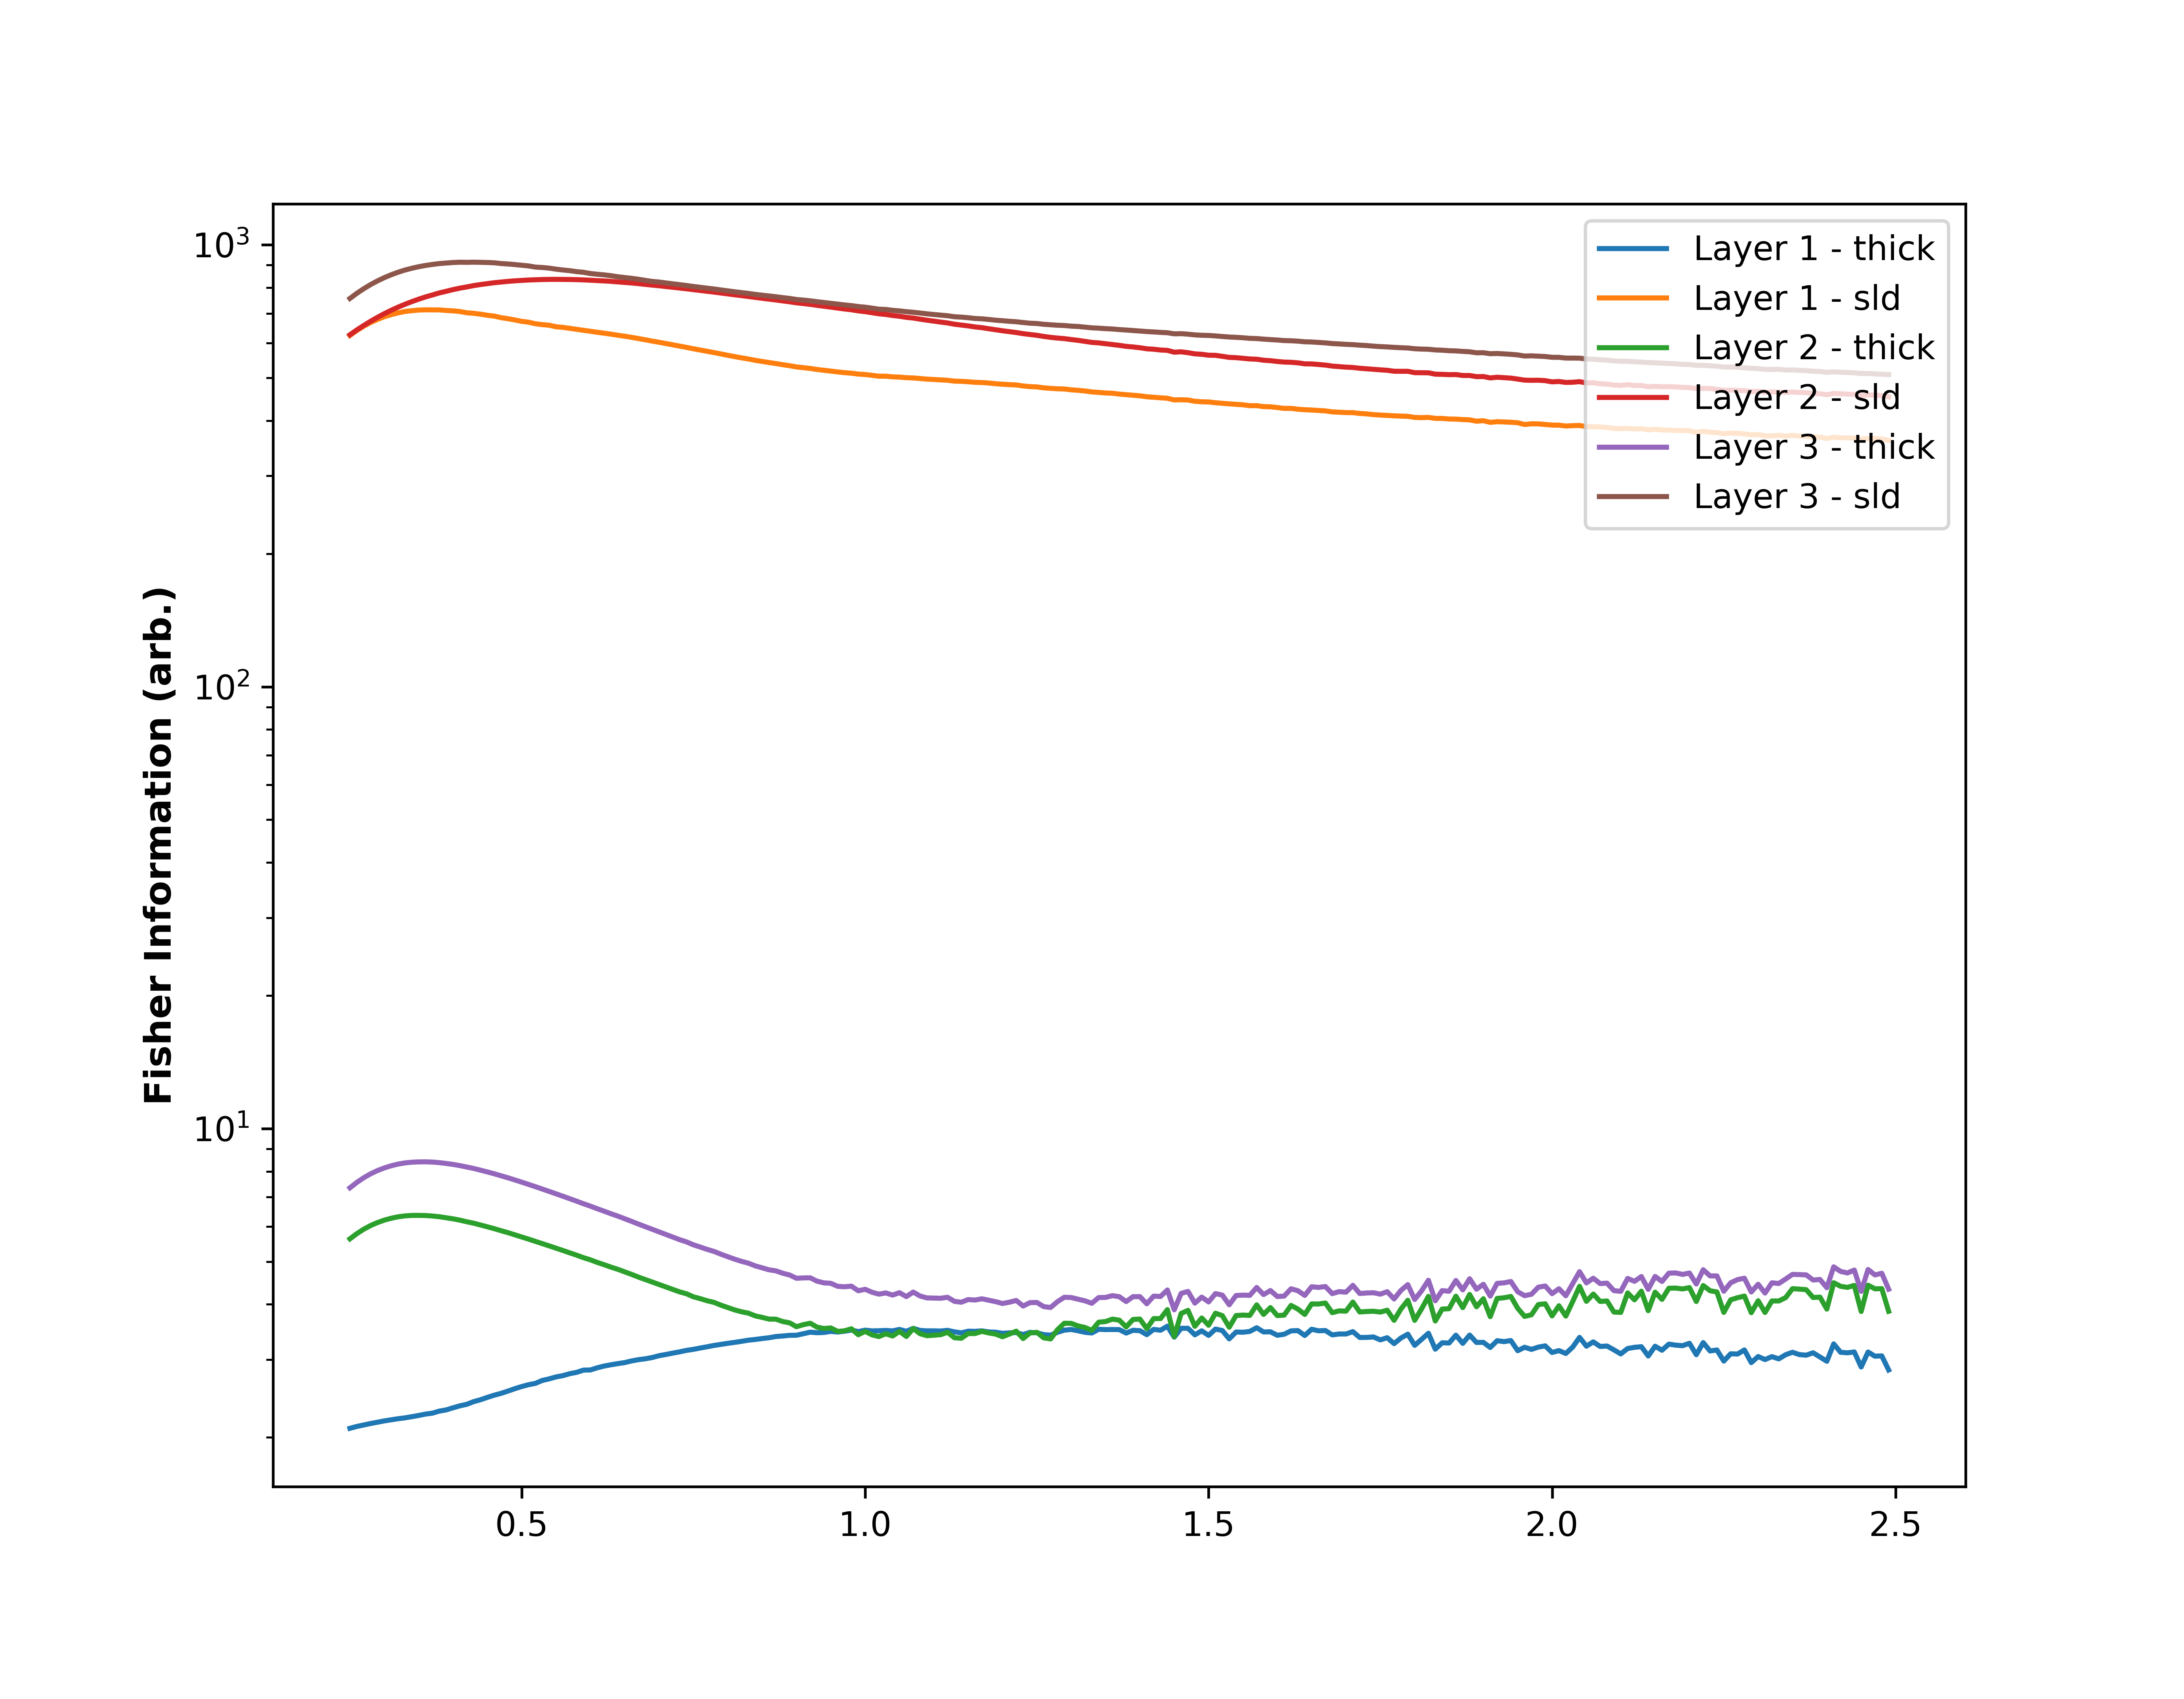 Fisher Information (arb.)
10³
10²
10¹
0.5 1.0 1.5 2.0 2.5
Layer 1 - thick
Layer 1 - sld
Layer 2 - thick
Layer 2 - sld
Layer 3 - thick
Layer 3 - sld